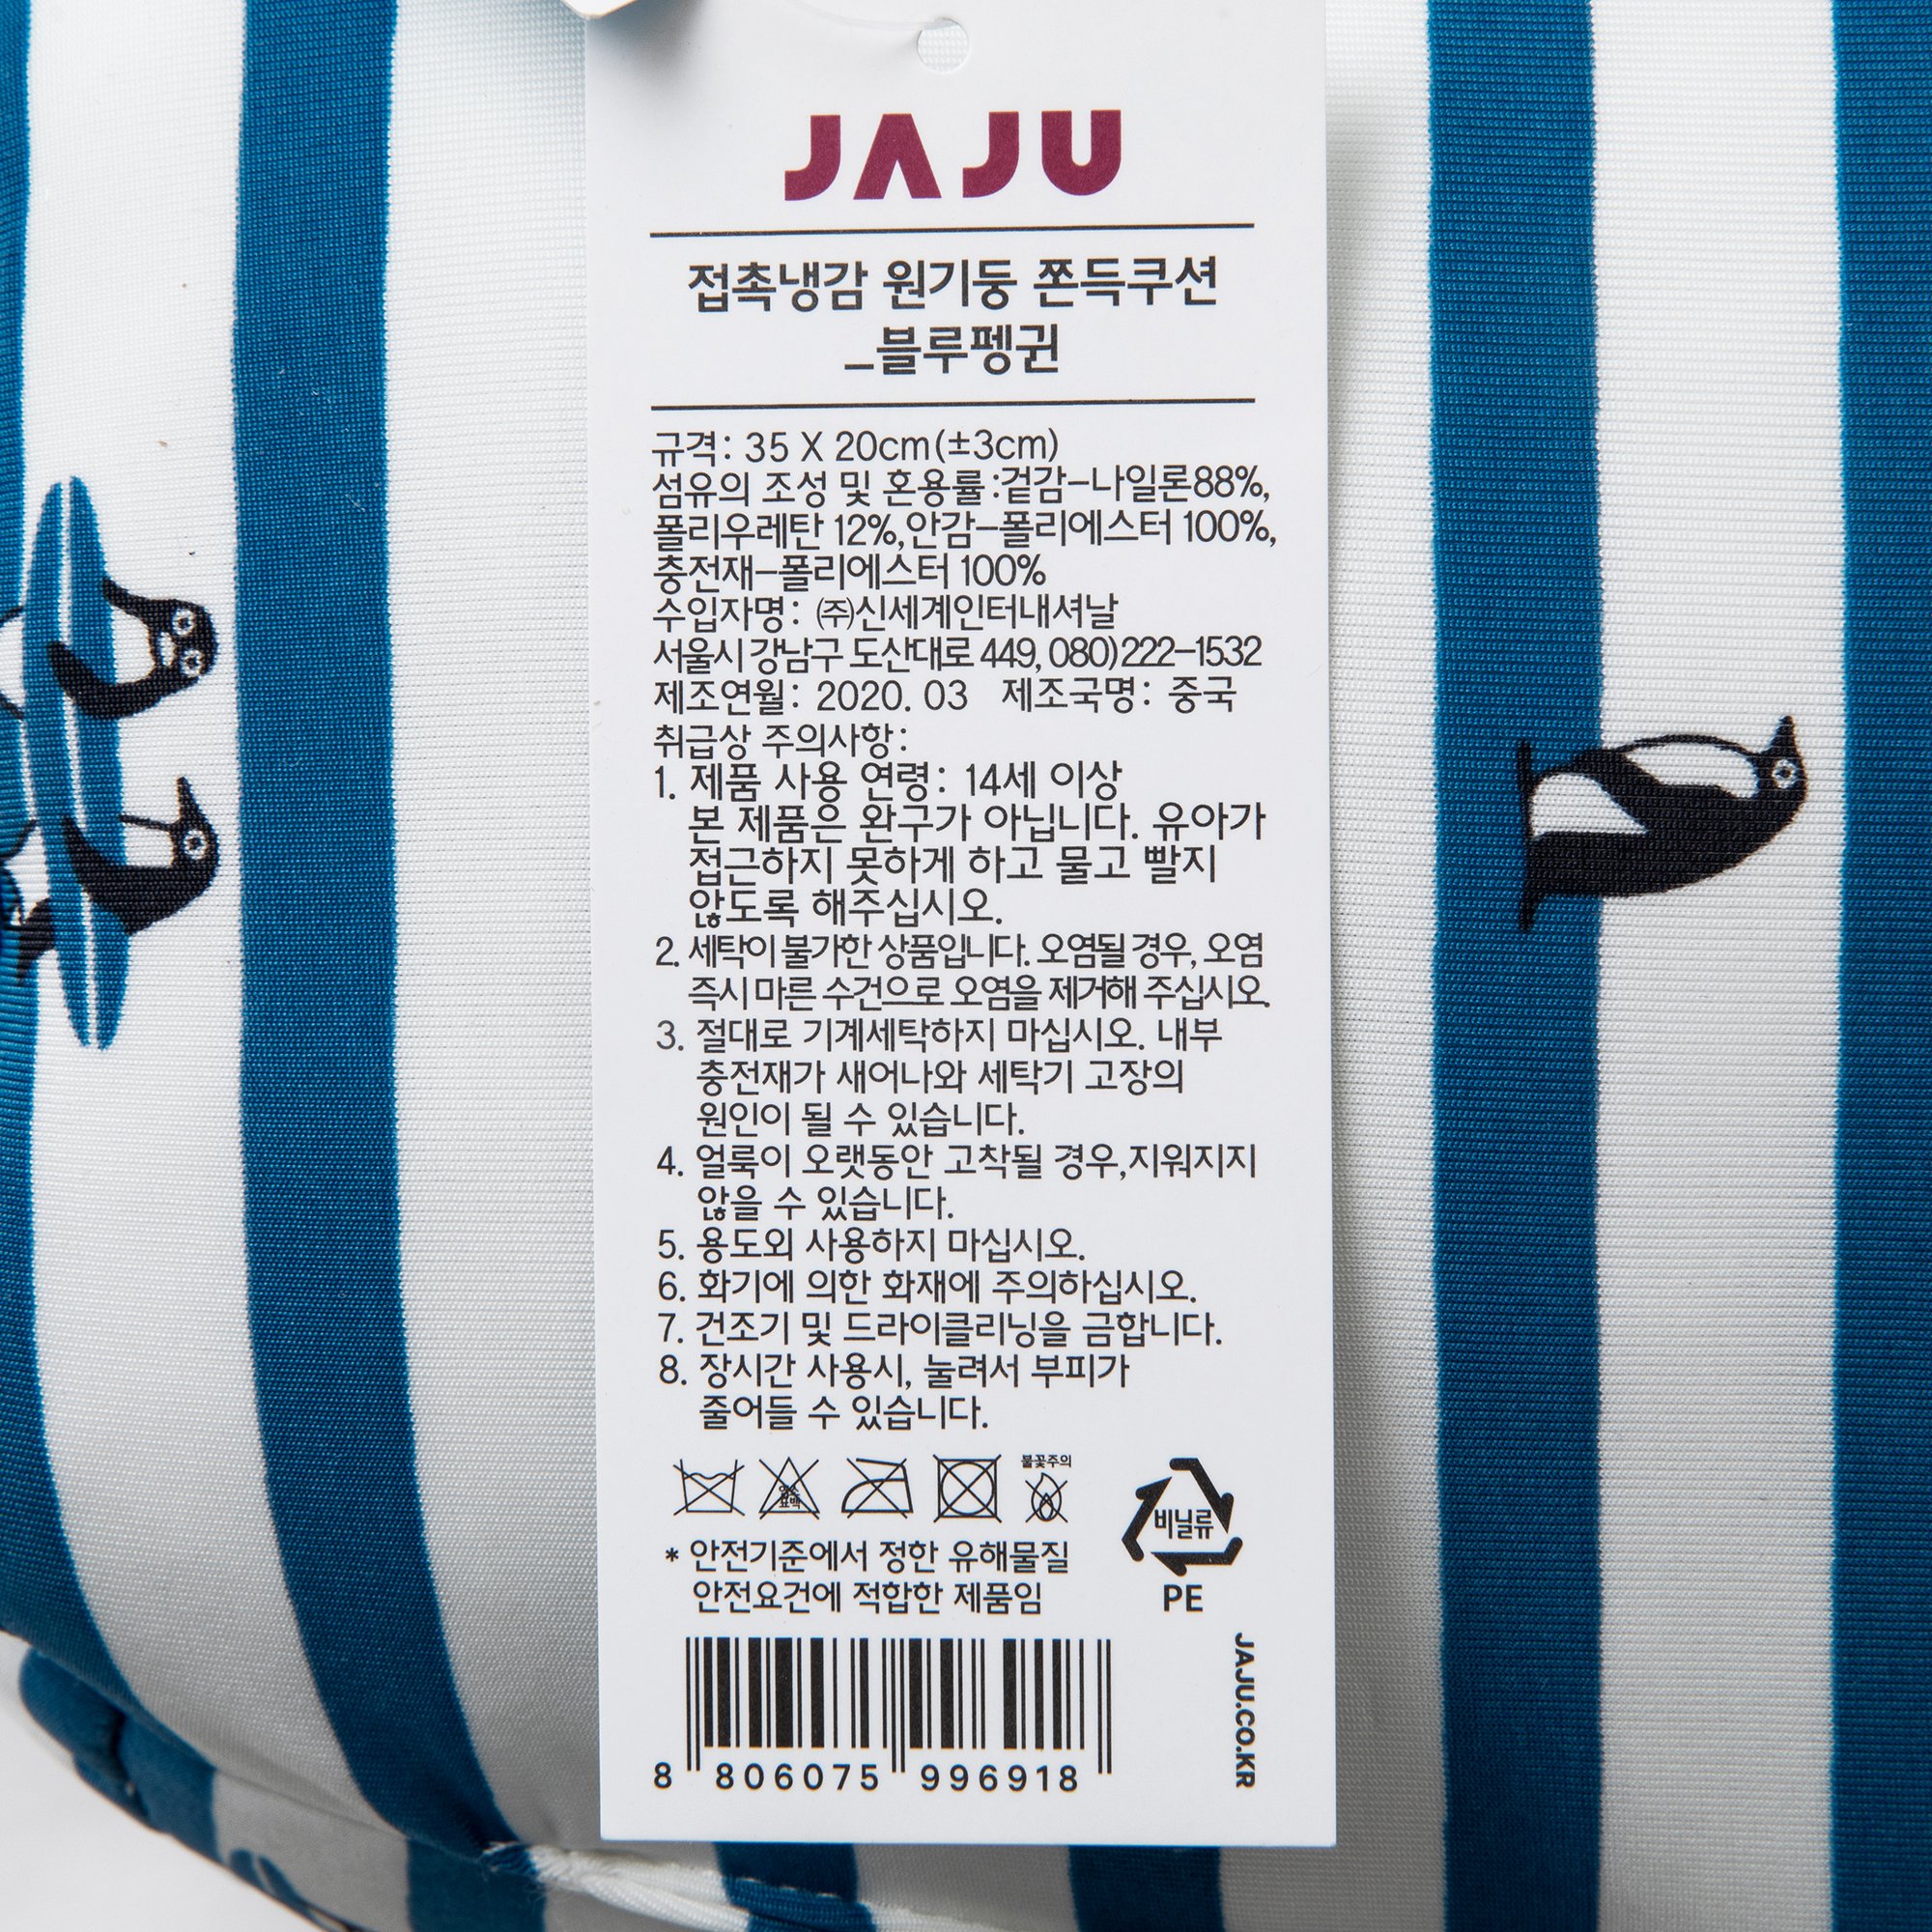 JAJU
접촉냉감 원기둥 쫀득쿠션
_블루펭귄
규격: 35 X 20cm(±3cm)
섬유의 조성 및 혼용률:겉감-나일론88%,
폴리우레탄 12%,안감-폴리에스터 100%,
충전재-폴리에스터 100%
수입자명: ㈜신세계인터내셔날
서울시 강남구 도산대로 449, 080)222-1532
제조연월: 2020. 03 제조국명: 중국
취급상 주의사항:
1. 제품 사용 연령: 14세 이상
본 제품은 완구가 아닙니다. 유아가
접근하지 못하게 하고 물고 빨지
않도록 해주십시오.
2. 세탁이 불가한 상품입니다. 오염될 경우, 오염
즉시 마른 수건으로 오염을 제거해 주십시오.
3. 절대로 기계세탁하지 마십시오. 내부
충전재가 새어나와 세탁기 고장의
원인이 될 수 있습니다.
4. 얼룩이 오랫동안 고착될 경우,지워지지
않을 수 있습니다.
5. 용도외 사용하지 마십시오.
6. 화기에 의한 화재에 주의하십시오.
7. 건조기 및 드라이클리닝을 금합니다.
8. 장시간 사용시, 눌려서 부피가
줄어들 수 있습니다.
염소
표백
불꽃주의
비닐류
PE
* 안전기준에서 정한 유해물질
안전요건에 적합한 제품임
8 806075 996918
JAJU.CO.KR